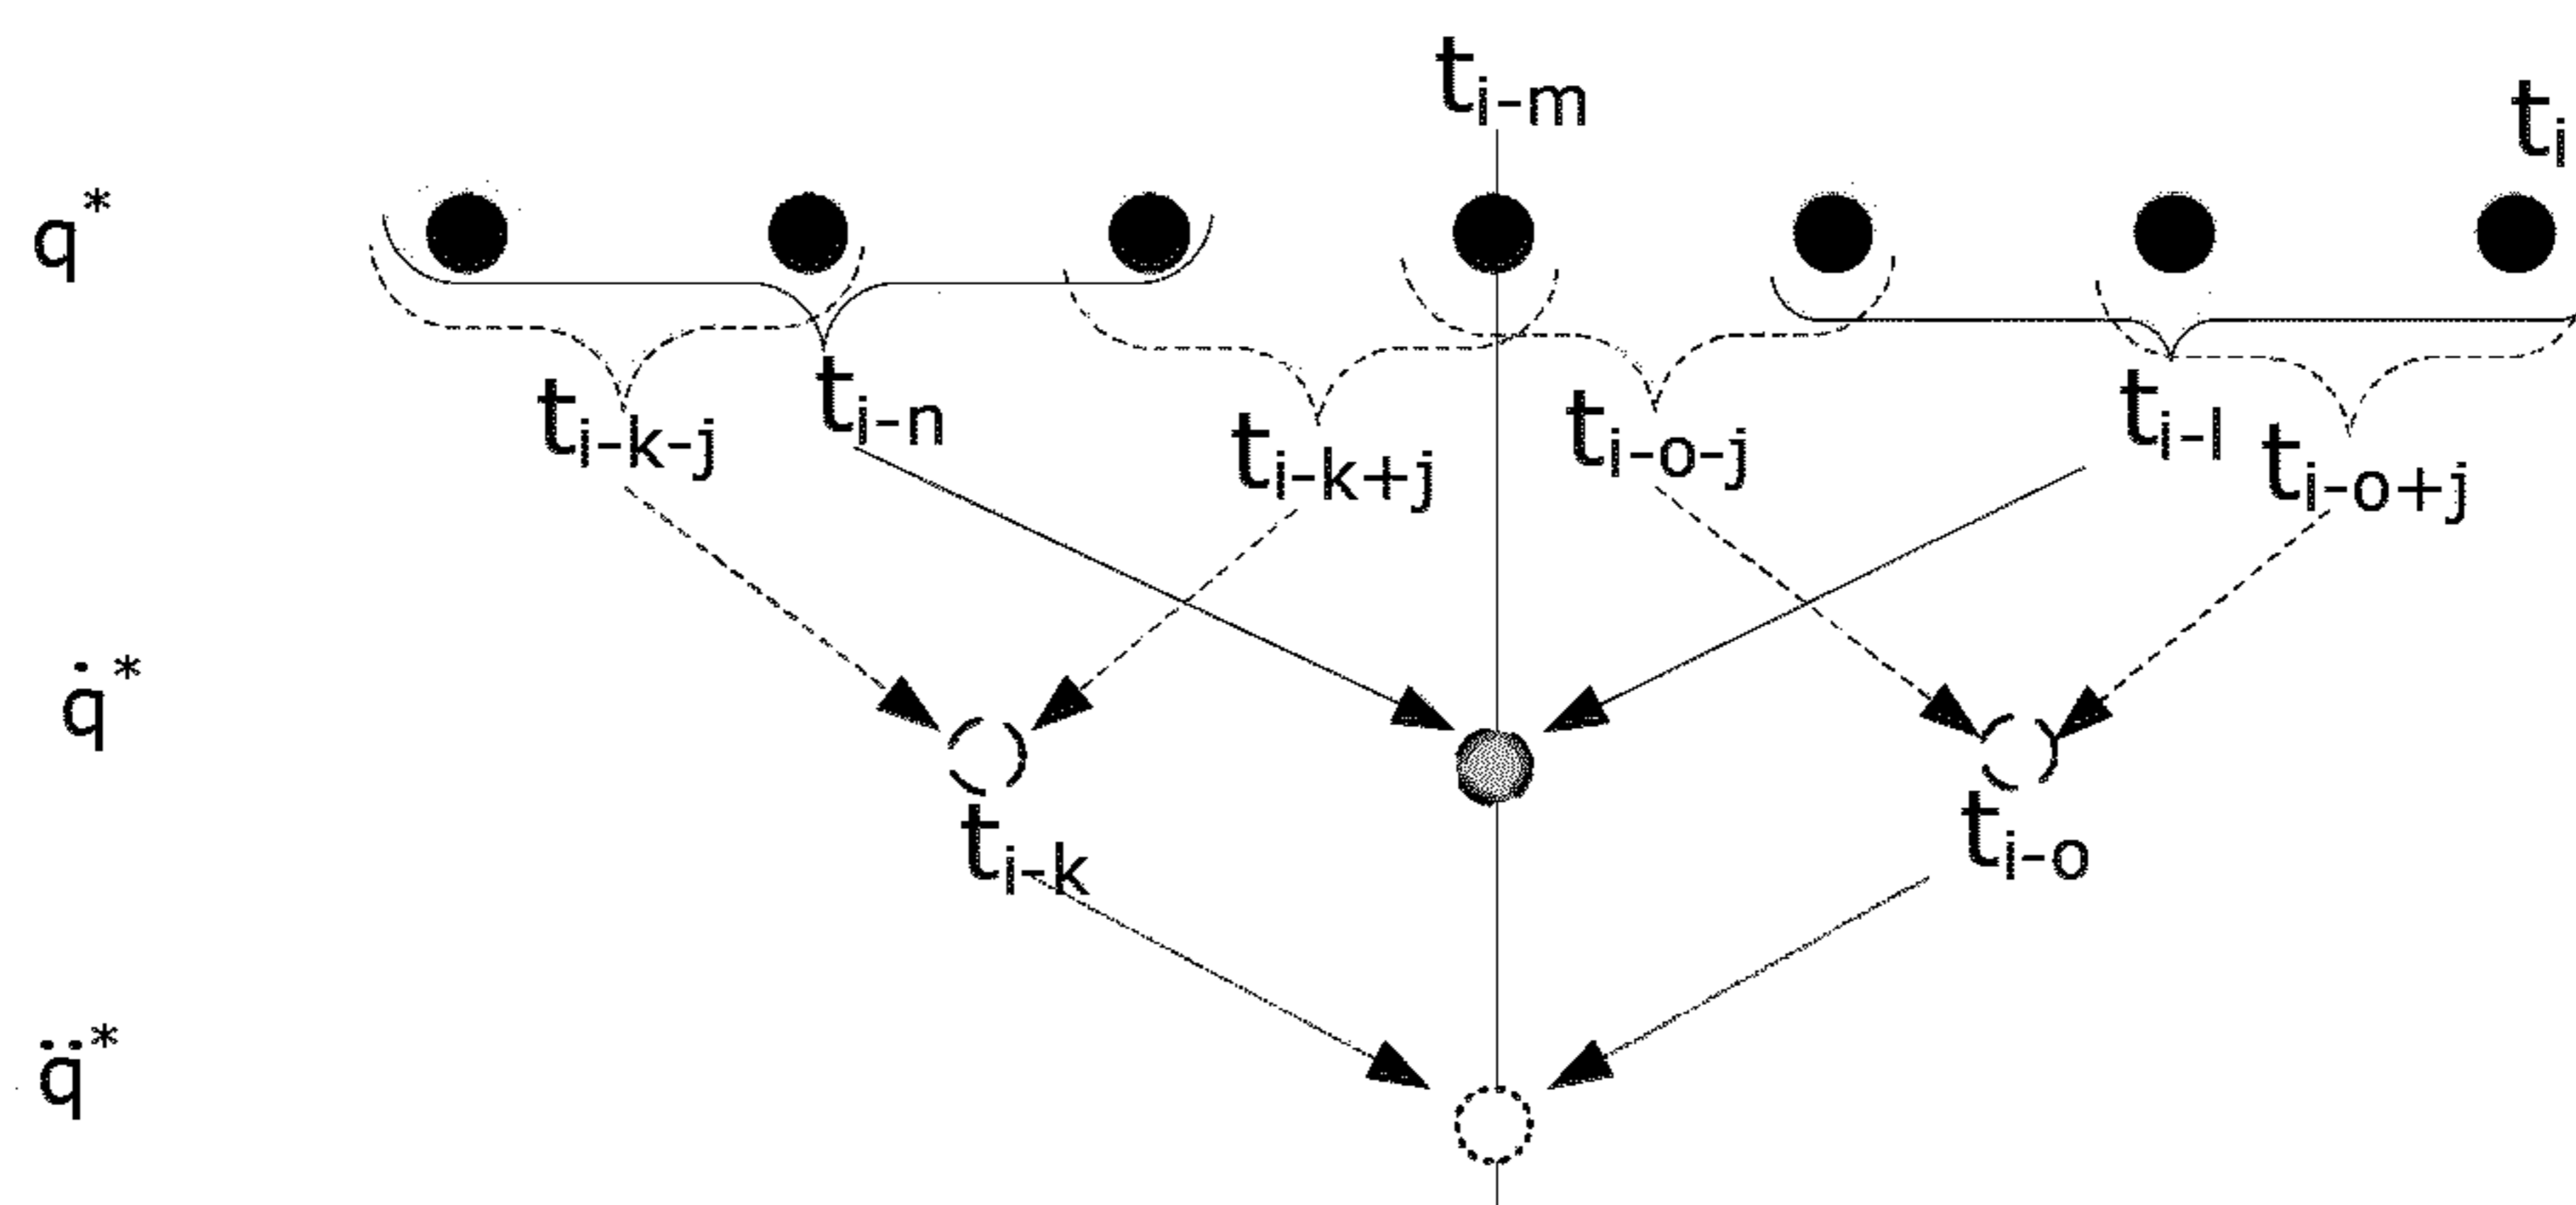 t_{i-m}
t_i
q*
t_{i-k-j} t_{i-n} t_{i-k+j} t_{i-o-j} t_{i-l} t_{i-o+j}
q̇*
t_{i-k} t_{i-o}
q̈*